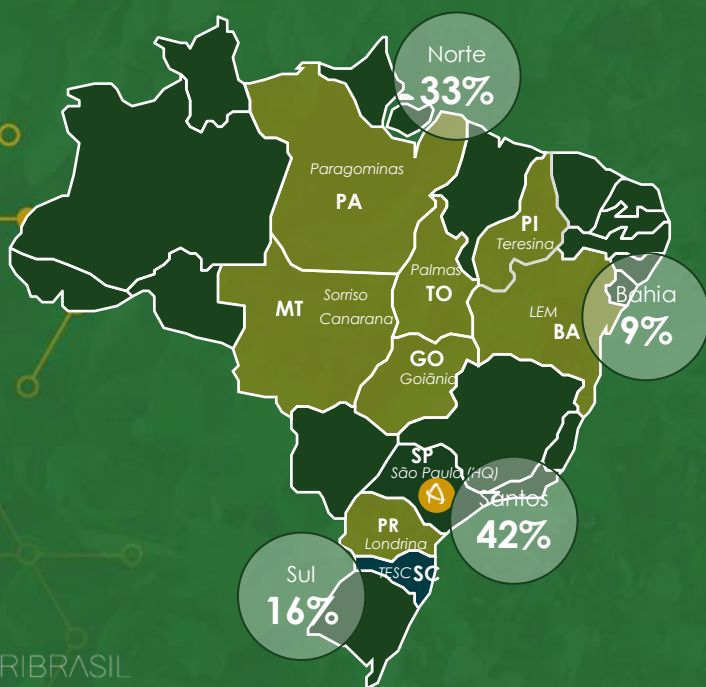 Norte
33%
Paragominas
PA
PI
Teresina
Palmas
TO
Sorriso
MT
Canarana
Bahia
9%
LEM
BA
GO
Goiânia
SP
São Paulo (HQ)
Santos
42%
PR
Londrina
TESC SC
Sul
16%
RIBRASIL